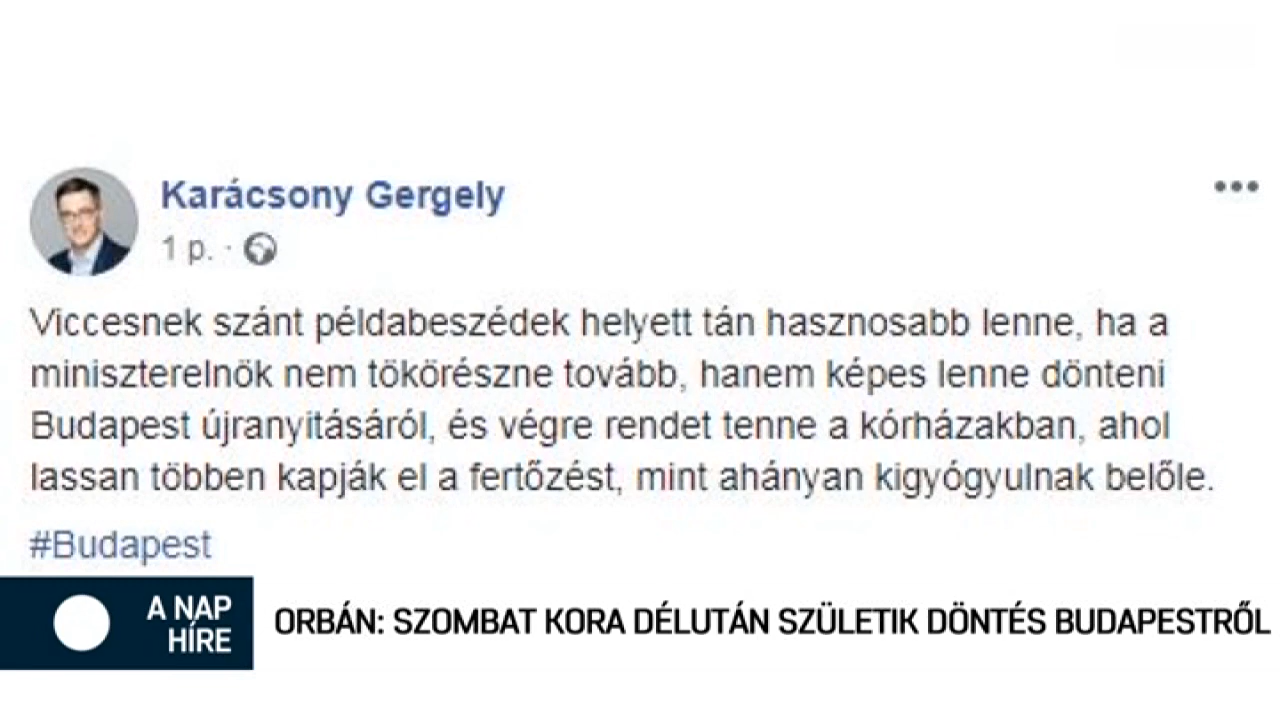 Karácsony Gergely
1 p. ·
Viccesnek szánt példabeszédek helyett tán hasznosabb lenne, ha a
miniszterelnök nem tökörészne tovább, hanem képes lenne dönteni
Budapest újranyitásáról, és végre rendet tenne a kórházakban, ahol
lassan többen kapják el a fertőzést, mint ahányan kigyógyulnak belőle.
#Budapest
A NAP
HÍRE
ORBÁN: SZOMBAT KORA DÉLUTÁN SZÜLETIK DÖNTÉS BUDAPESTRŐL